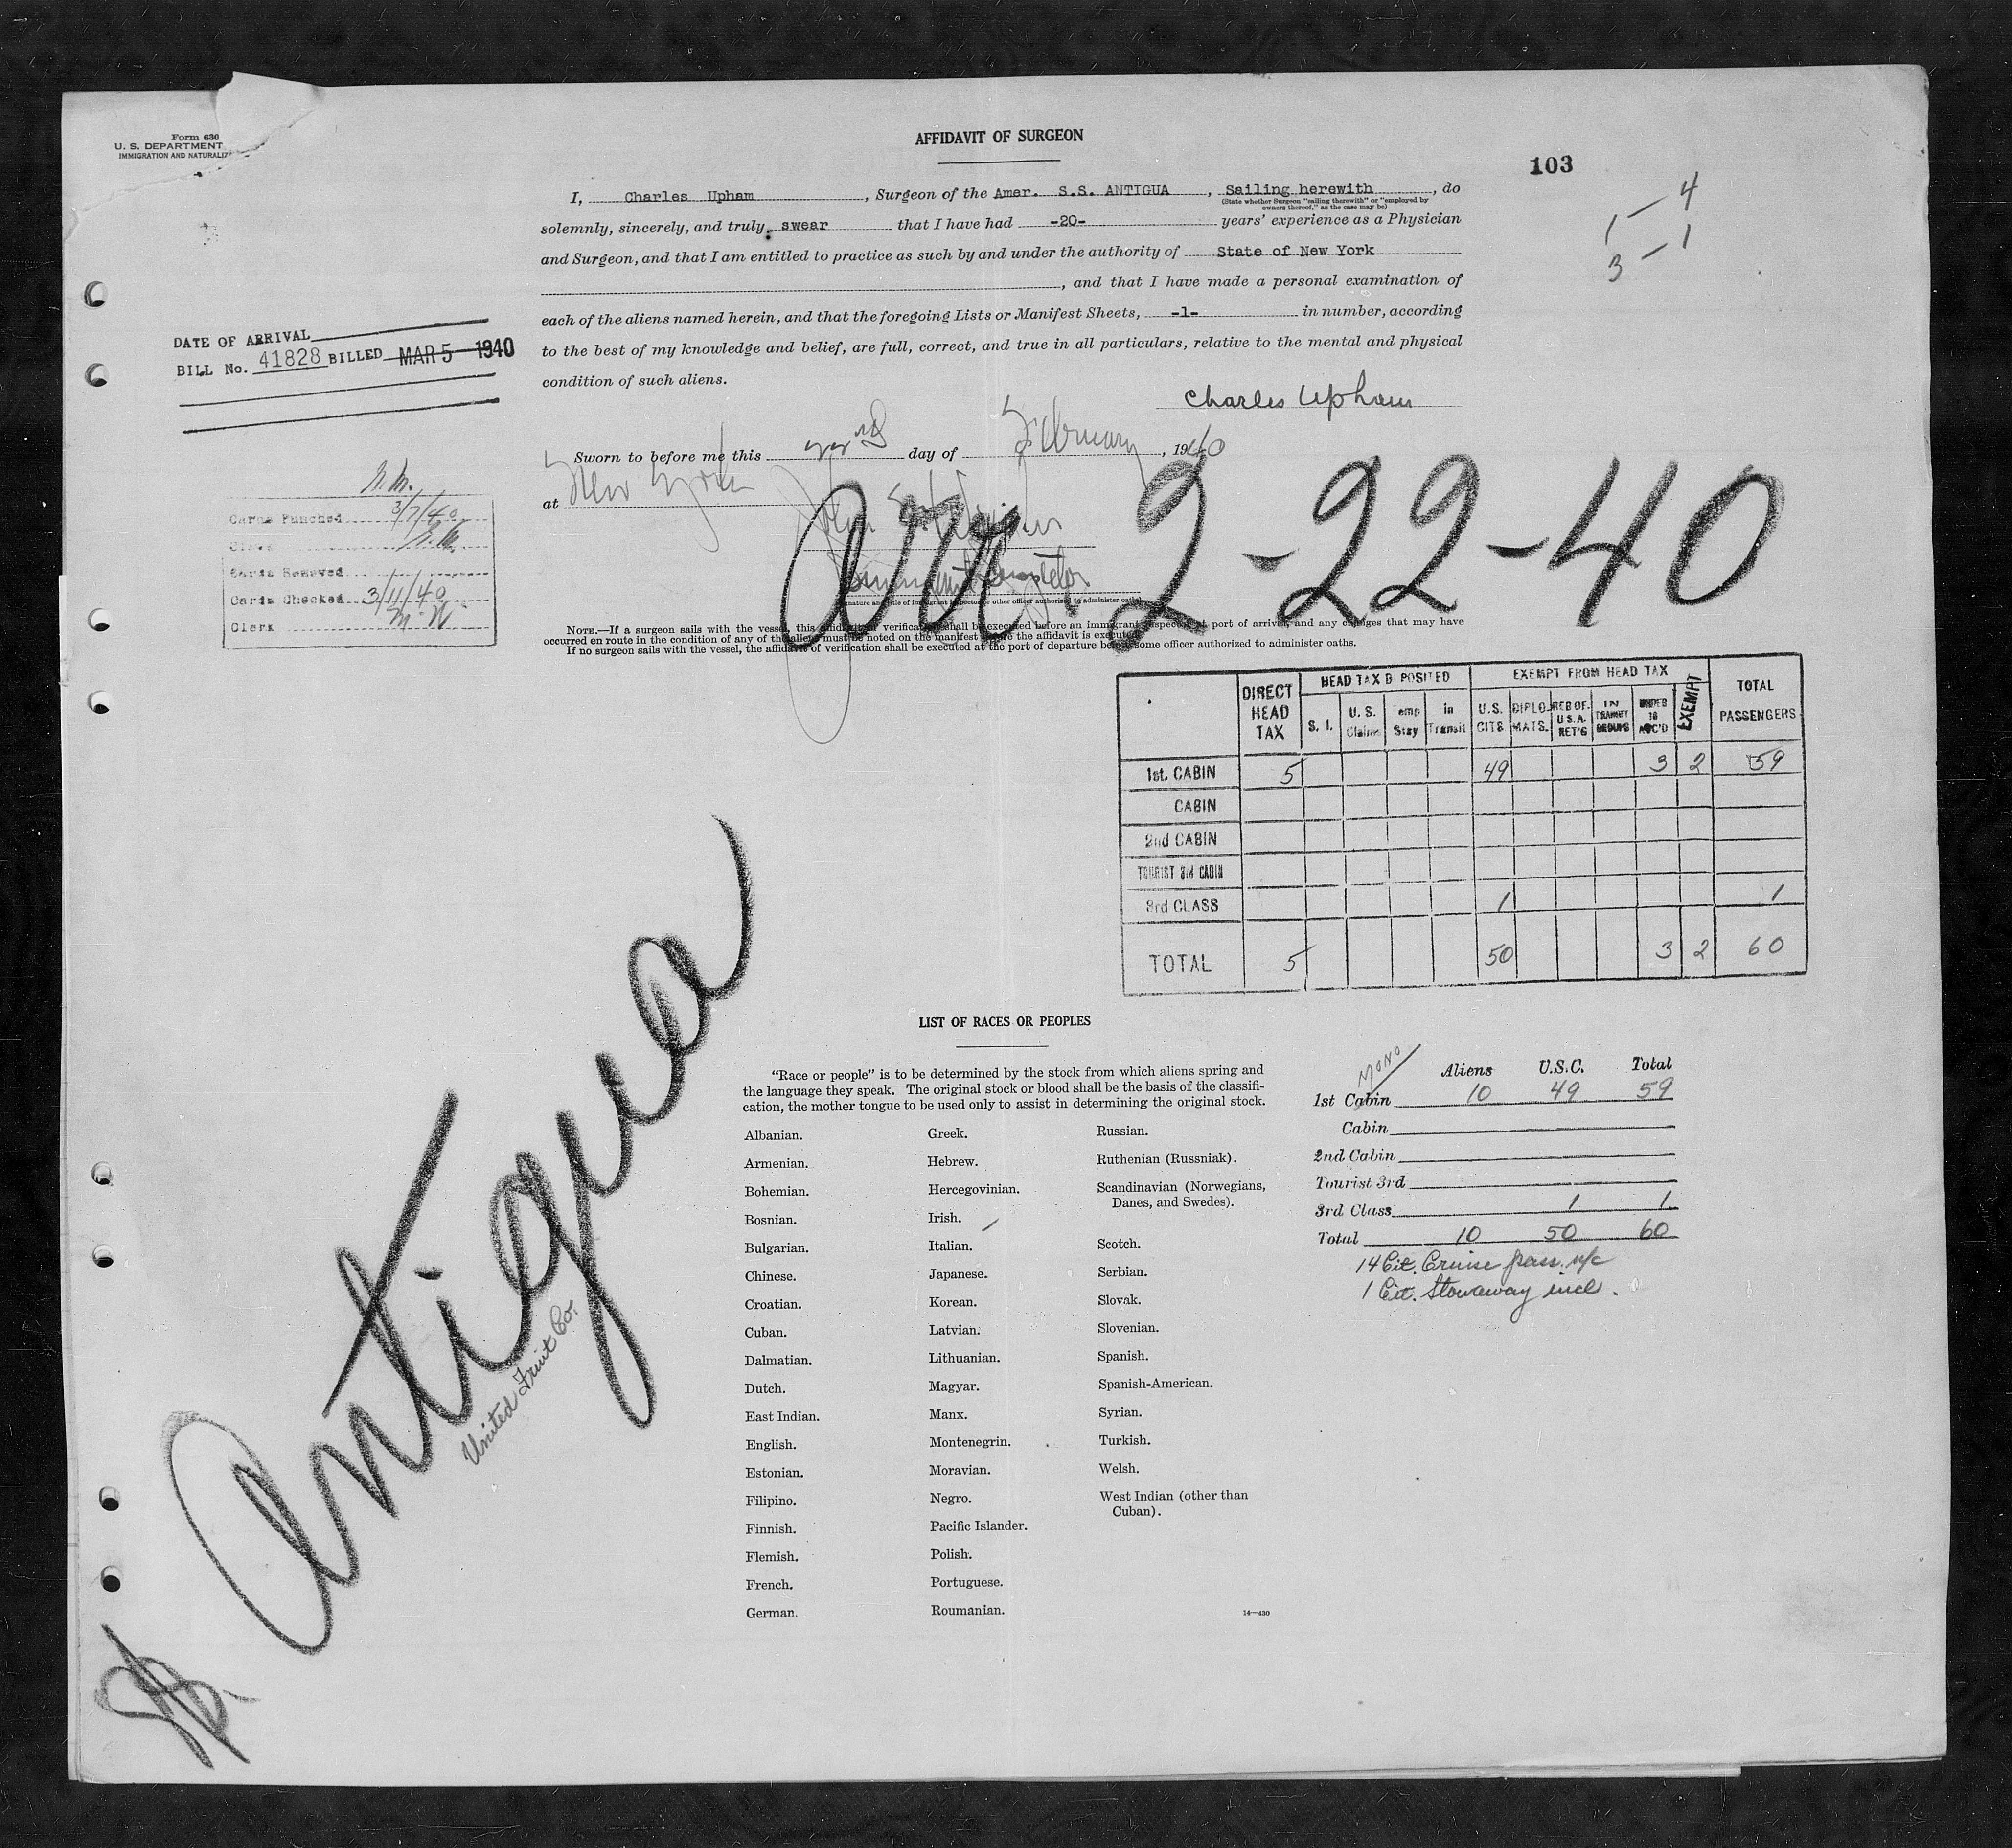 Form 630
U. S. DEPARTMENT
IMMIGRATION AND NATURALIZ
AFFIDAVIT OF SURGEON
103
1 — 4
3 — 1
I, Charles Upham, Surgeon of the Amer. S.S. ANTIGUA, Sailing herewith, do
(State whether Surgeon "sailing therewith" or "employed by
owners thereof," as the case may be)
solemnly, sincerely, and truly swear that I have had -20- years' experience as a Physician
and Surgeon, and that I am entitled to practice as such by and under the authority of State of New York
, and that I have made a personal examination of
each of the aliens named herein, and that the foregoing Lists or Manifest Sheets, -1- in number, according
to the best of my knowledge and belief, are full, correct, and true in all particulars, relative to the mental and physical
condition of such aliens.
DATE OF ARRIVAL
BILL No. 41828 BILLED MAR 5 1940
Charles Upham
Sworn to before me this 22nd day of February, 1940
at New York
Immigrant Inspector
arr. 2-22-40
Cards Punched 3/7/40
Clerk
Cards Removed
Cards Checked 3/11/40
Clerk M. W.
NOTE.—If a surgeon sails with the vessel, this affidavit of verification shall be executed before an immigrant inspector at port of arrival, and any changes that may have
occurred en route in the condition of any of the aliens must be noted on the manifest before the affidavit is executed.
If no surgeon sails with the vessel, the affidavit of verification shall be executed at the port of departure before some officer authorized to administer oaths.
DIRECT HEAD TAX HEAD TAX D POSITED EXEMPT FROM HEAD TAX TOTAL PASSENGERS
S. I. U. S. Claims emp Stay in Transit U.S. CITS DIPLO-MATS. RES OF. U.S.A. RET'G IN TRANSIT GROUPS UNDER 16 ACC'D EXEMPT
1st. CABIN 5 49 3 2 59
CABIN
2nd CABIN
TOURIST 3rd CABIN
3rd CLASS 1 1
TOTAL 5 50 3 2 60
Antigua
United Fruit Co.
LIST OF RACES OR PEOPLES
"Race or people" is to be determined by the stock from which aliens spring and
the language they speak. The original stock or blood shall be the basis of the classifi-
cation, the mother tongue to be used only to assist in determining the original stock.
Albanian.
Armenian.
Bohemian.
Bosnian.
Bulgarian.
Chinese.
Croatian.
Cuban.
Dalmatian.
Dutch.
East Indian.
English.
Estonian.
Filipino.
Finnish.
Flemish.
French.
German.
Greek.
Hebrew.
Hercegovinian.
Irish.
Italian.
Japanese.
Korean.
Latvian.
Lithuanian.
Magyar.
Manx.
Montenegrin.
Moravian.
Negro.
Pacific Islander.
Polish.
Portuguese.
Roumanian.
Russian.
Ruthenian (Russniak).
Scandinavian (Norwegians,
Danes, and Swedes).
Scotch.
Serbian.
Slovak.
Slovenian.
Spanish.
Spanish-American.
Syrian.
Turkish.
Welsh.
West Indian (other than
Cuban).
14—430
Aliens U.S.C. Total
1st Cabin 10 49 59
Cabin
2nd Cabin
Tourist 3rd
3rd Class 1 1
Total 10 50 60
14 Cit. Cruise pass. n/c
1 Cit. Stowaway incl.